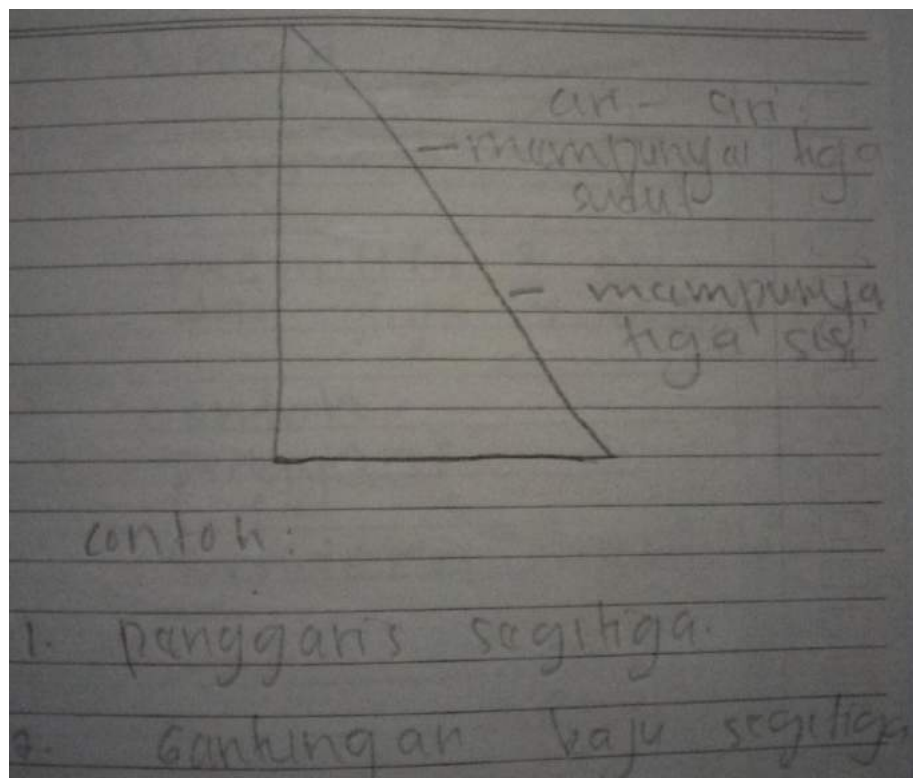 ciri - ciri :
- mempunyai tiga
sudut
- mempunya
tiga sisi
contoh :
1. penggaris segitiga.
2. Gantungan baju segitiga